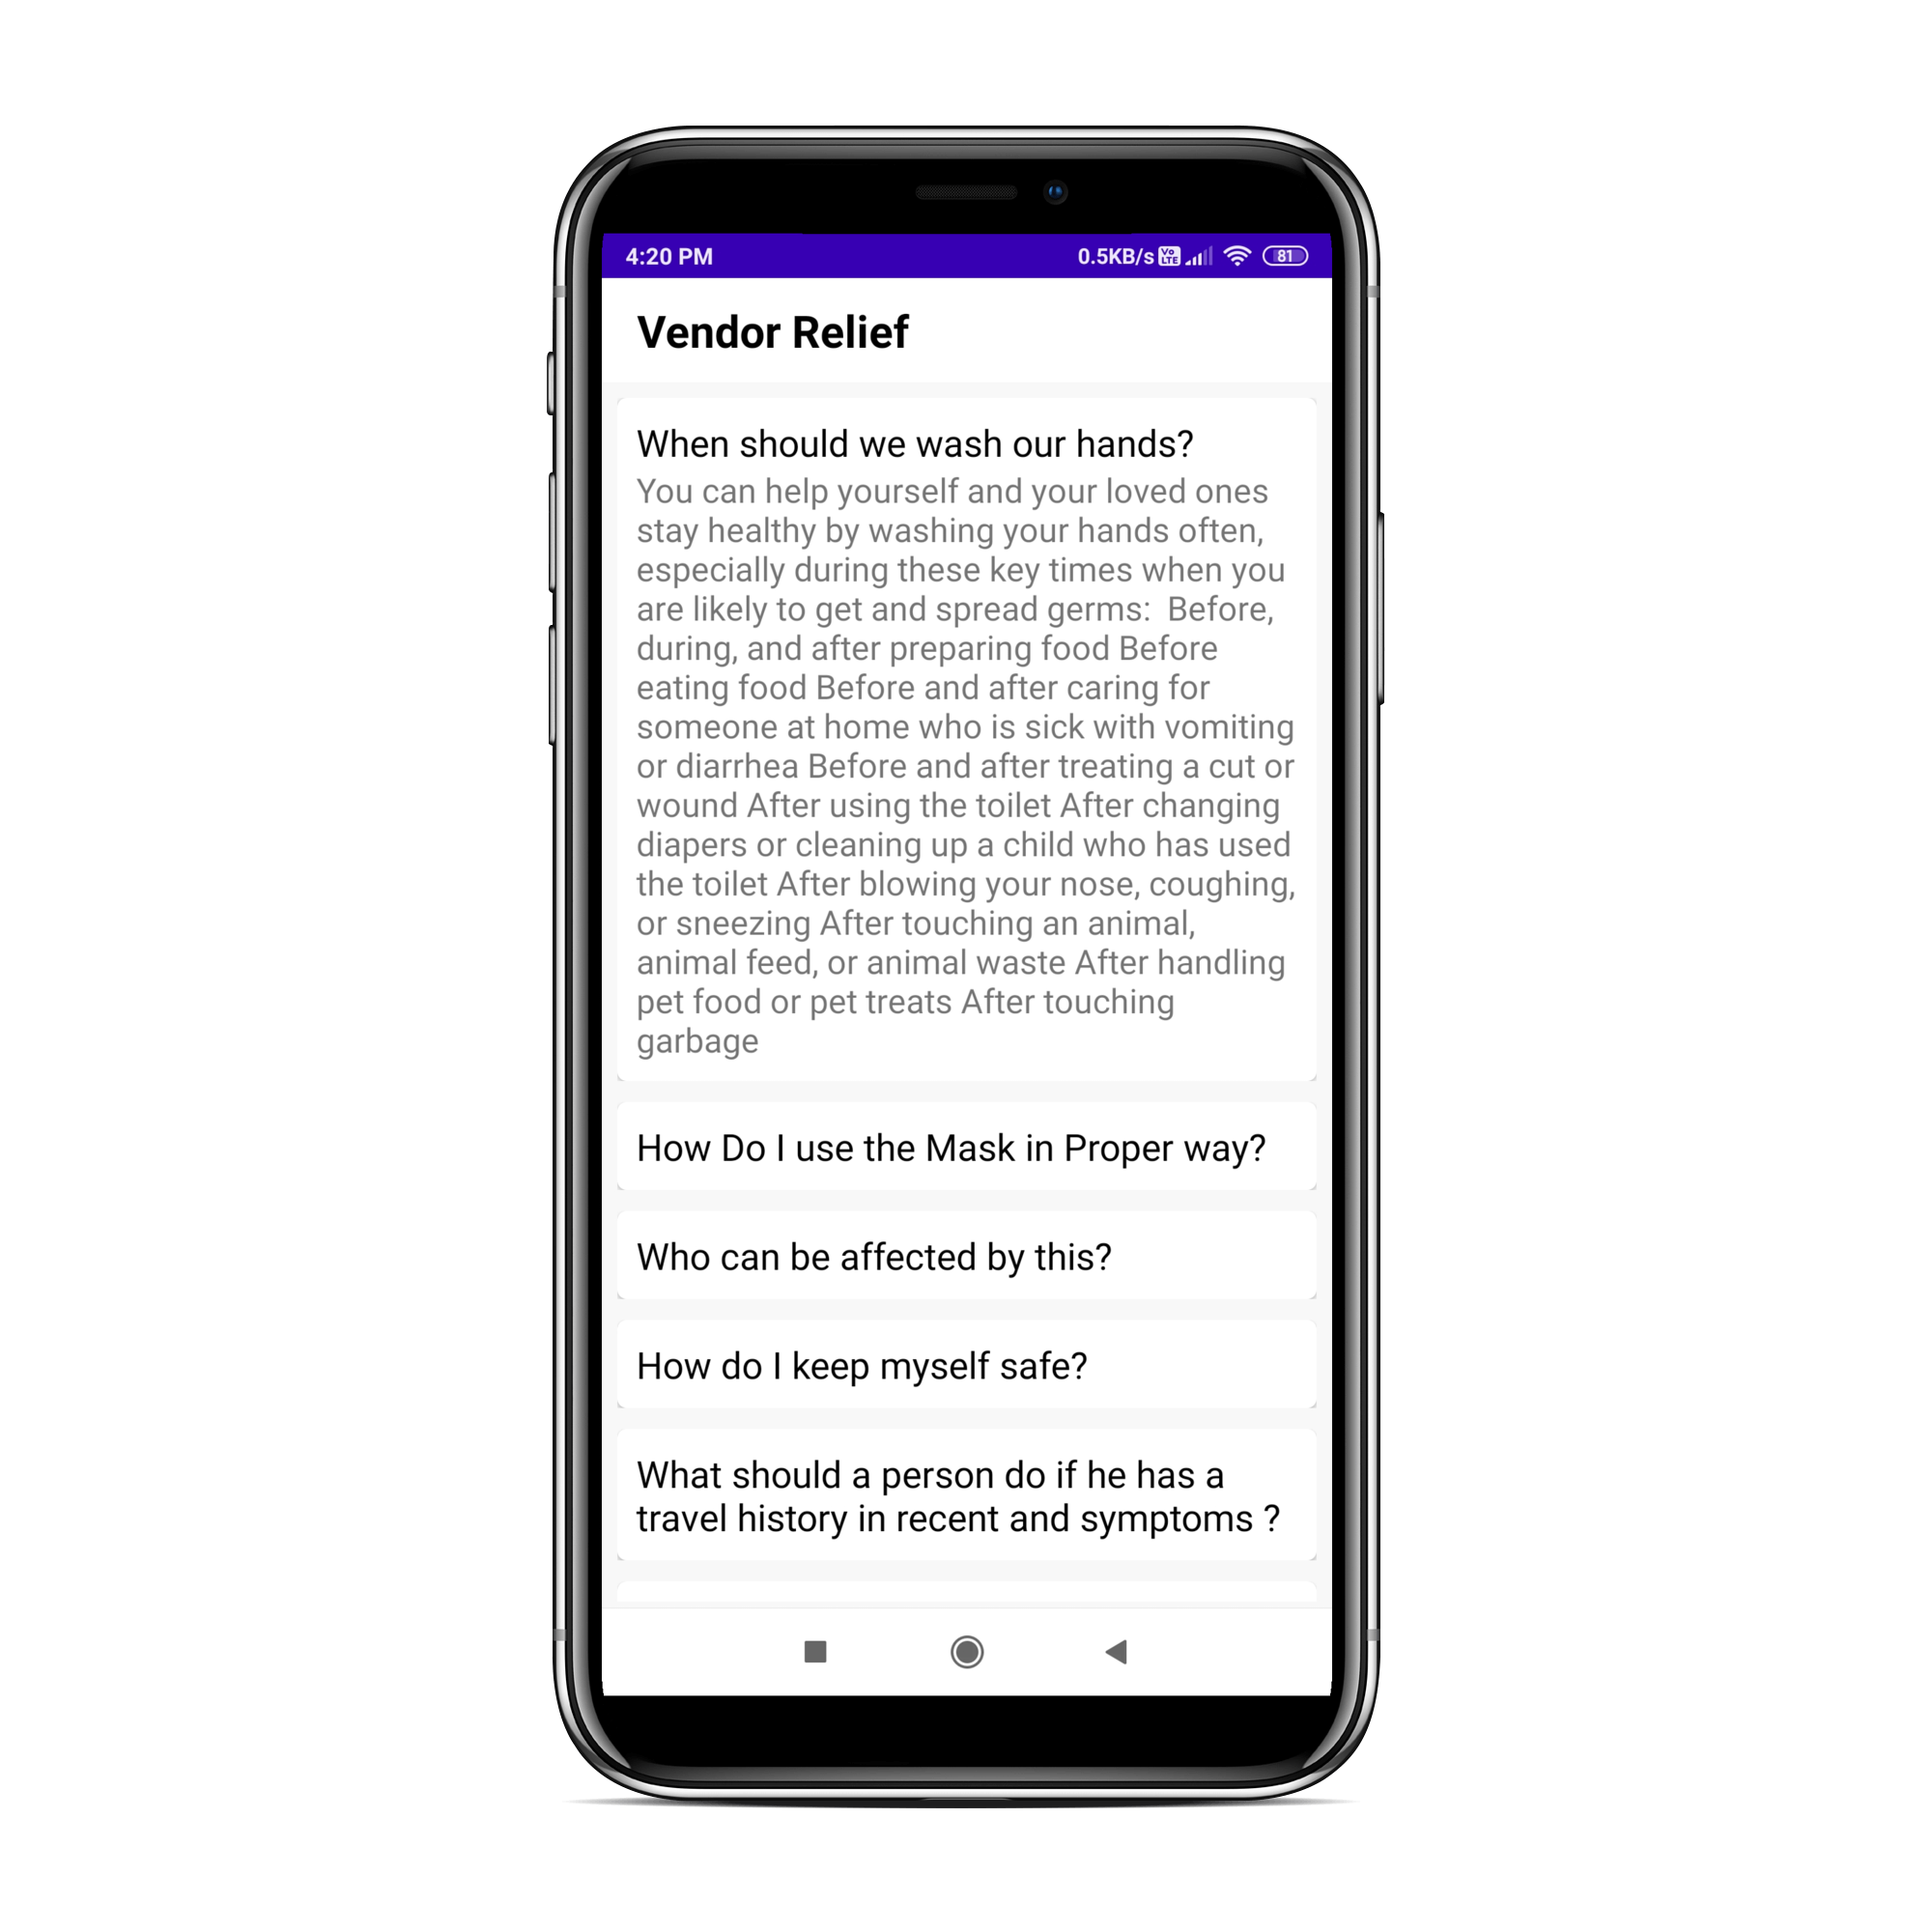 4:20 PM 0.5KB/s Vo LTE 81
Vendor Relief
When should we wash our hands?
You can help yourself and your loved ones
stay healthy by washing your hands often,
especially during these key times when you
are likely to get and spread germs:  Before,
during, and after preparing food Before
eating food Before and after caring for
someone at home who is sick with vomiting
or diarrhea Before and after treating a cut or
wound After using the toilet After changing
diapers or cleaning up a child who has used
the toilet After blowing your nose, coughing,
or sneezing After touching an animal,
animal feed, or animal waste After handling
pet food or pet treats After touching
garbage
How Do I use the Mask in Proper way?
Who can be affected by this?
How do I keep myself safe?
What should a person do if he has a
travel history in recent and symptoms ?